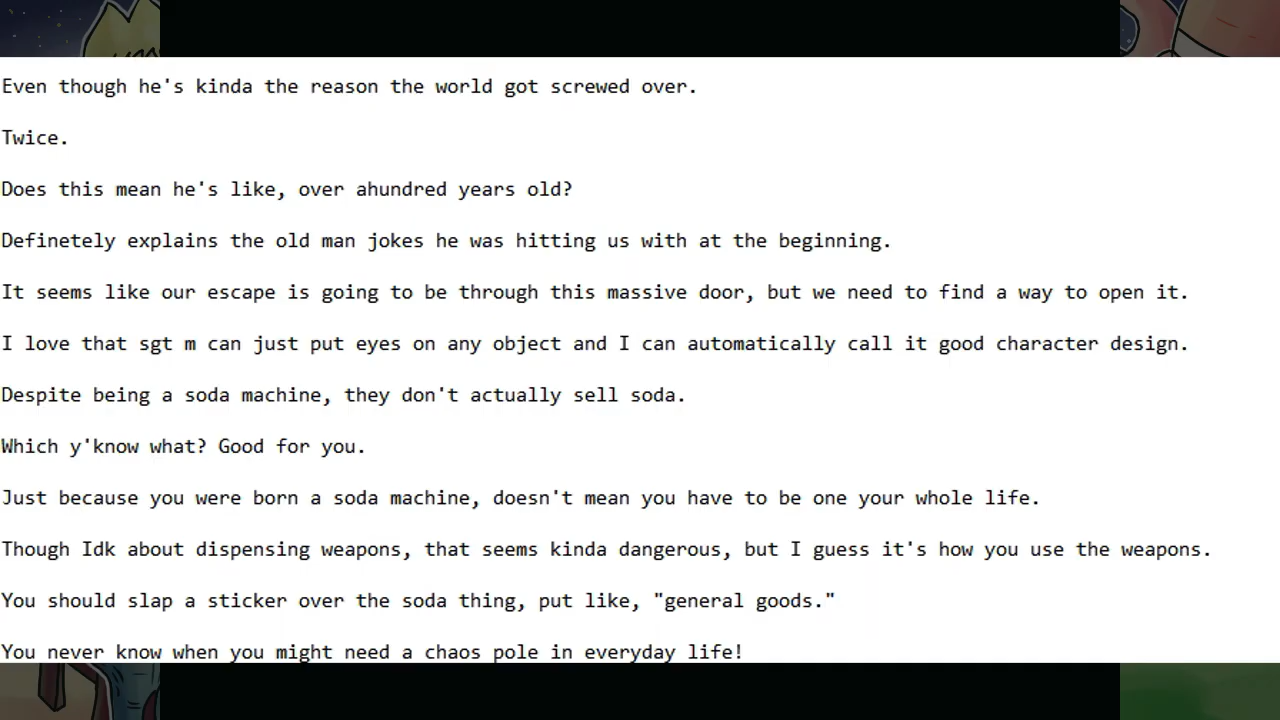 Even though he's kinda the reason the world got screwed over.
Twice.
Does this mean he's like, over ahundred years old?
Definetely explains the old man jokes he was hitting us with at the beginning.
It seems like our escape is going to be through this massive door, but we need to find a way to open it.
I love that sgt m can just put eyes on any object and I can automatically call it good character design.
Despite being a soda machine, they don't actually sell soda.
Which y'know what? Good for you.
Just because you were born a soda machine, doesn't mean you have to be one your whole life.
Though Idk about dispensing weapons, that seems kinda dangerous, but I guess it's how you use the weapons.
You should slap a sticker over the soda thing, put like, "general goods."
You never know when you might need a chaos pole in everyday life!